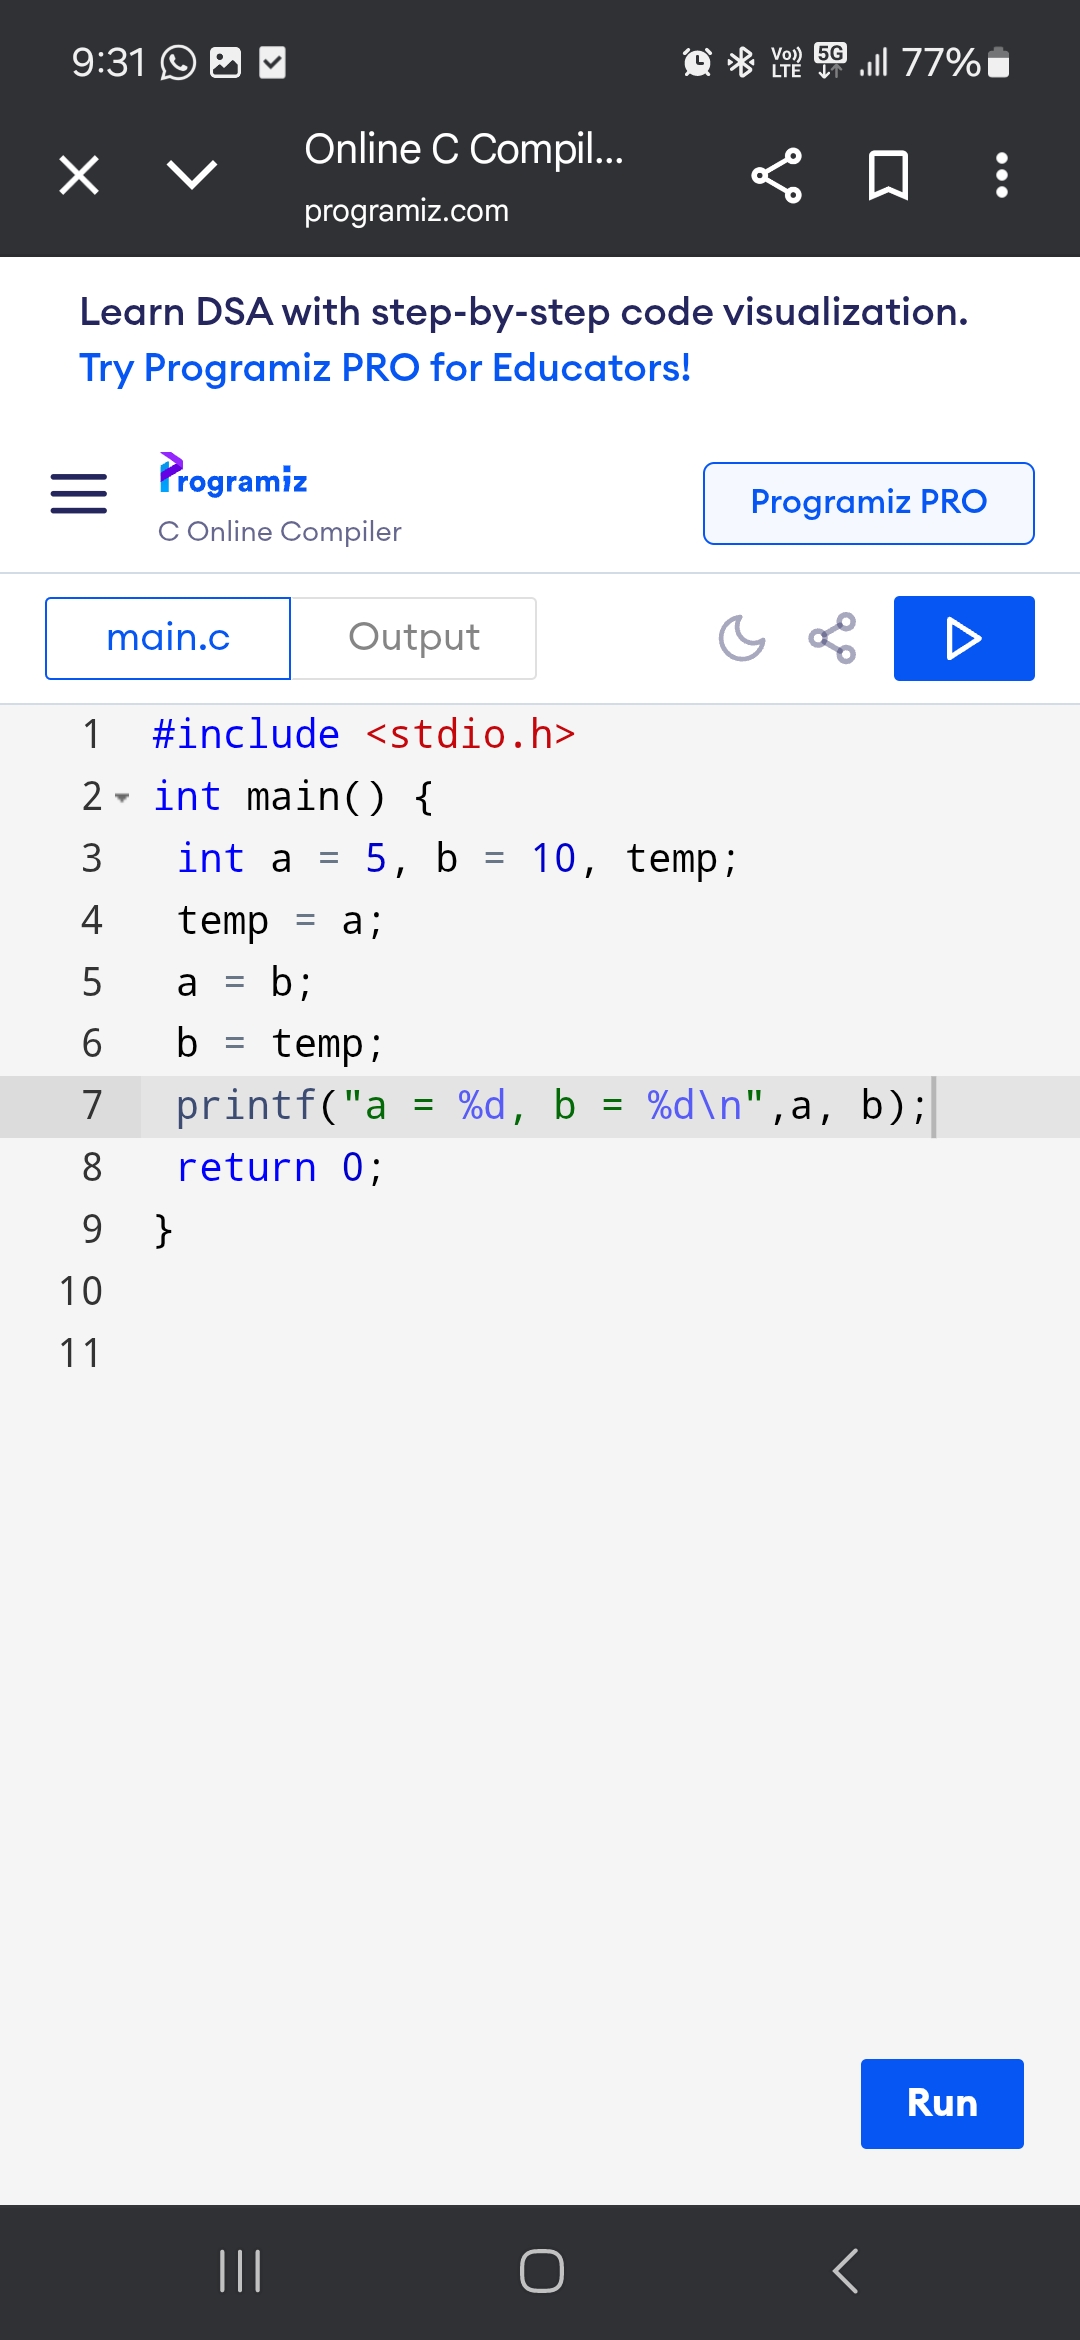 9:31 Vo)) LTE 5G 77%
Online C Compil...
programiz.com
Learn DSA with step-by-step code visualization.
Try Programiz PRO for Educators!
Programiz
C Online Compiler
Programiz PRO
main.c Output
1 #include <stdio.h>
2 int main() {
3 int a = 5, b = 10, temp;
4 temp = a;
5 a = b;
6 b = temp;
7 printf("a = %d, b = %d\n",a, b);
8 return 0;
9 }
10
11
Run